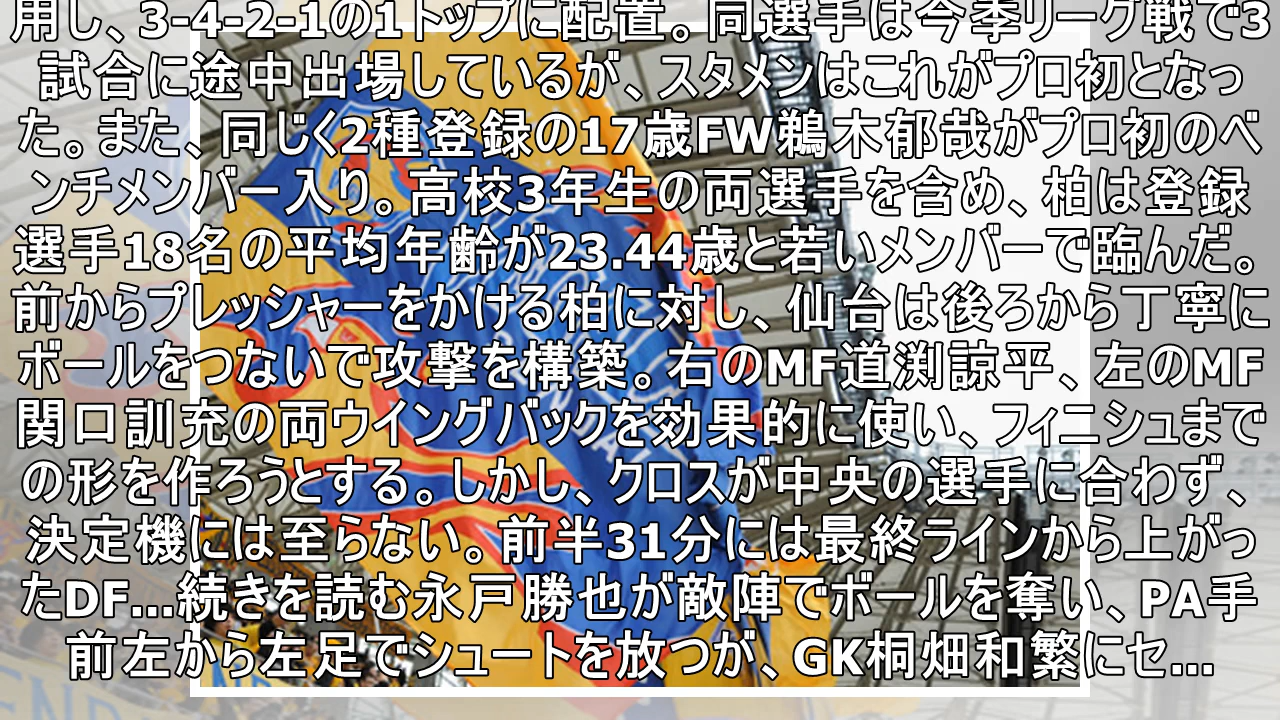 用し、3-4-2-1の1トップに配置。同選手は今季リーグ戦で3
試合に途中出場しているが、スタメンはこれがプロ初となっ
た。また、同じく2種登録の17歳FW鵜木郁哉がプロ初のベ
ンチメンバー入り。高校3年生の両選手を含め、柏は登録
選手18名の平均年齢が23.44歳と若いメンバーで臨んだ。
前からプレッシャーをかける柏に対し、仙台は後ろから丁寧に
ボールをつないで攻撃を構築。右のMF道渕諒平、左のMF
関口訓充の両ウイングバックを効果的に使い、フィニシュまで
の形を作ろうとする。しかし、クロスが中央の選手に合わず、
決定機には至らない。前半31分には最終ラインから上がっ
たDF...続きを読む永戸勝也が敵陣でボールを奪い、PA手
前左から左足でシュートを放つが、GK桐畑和繁にセ...